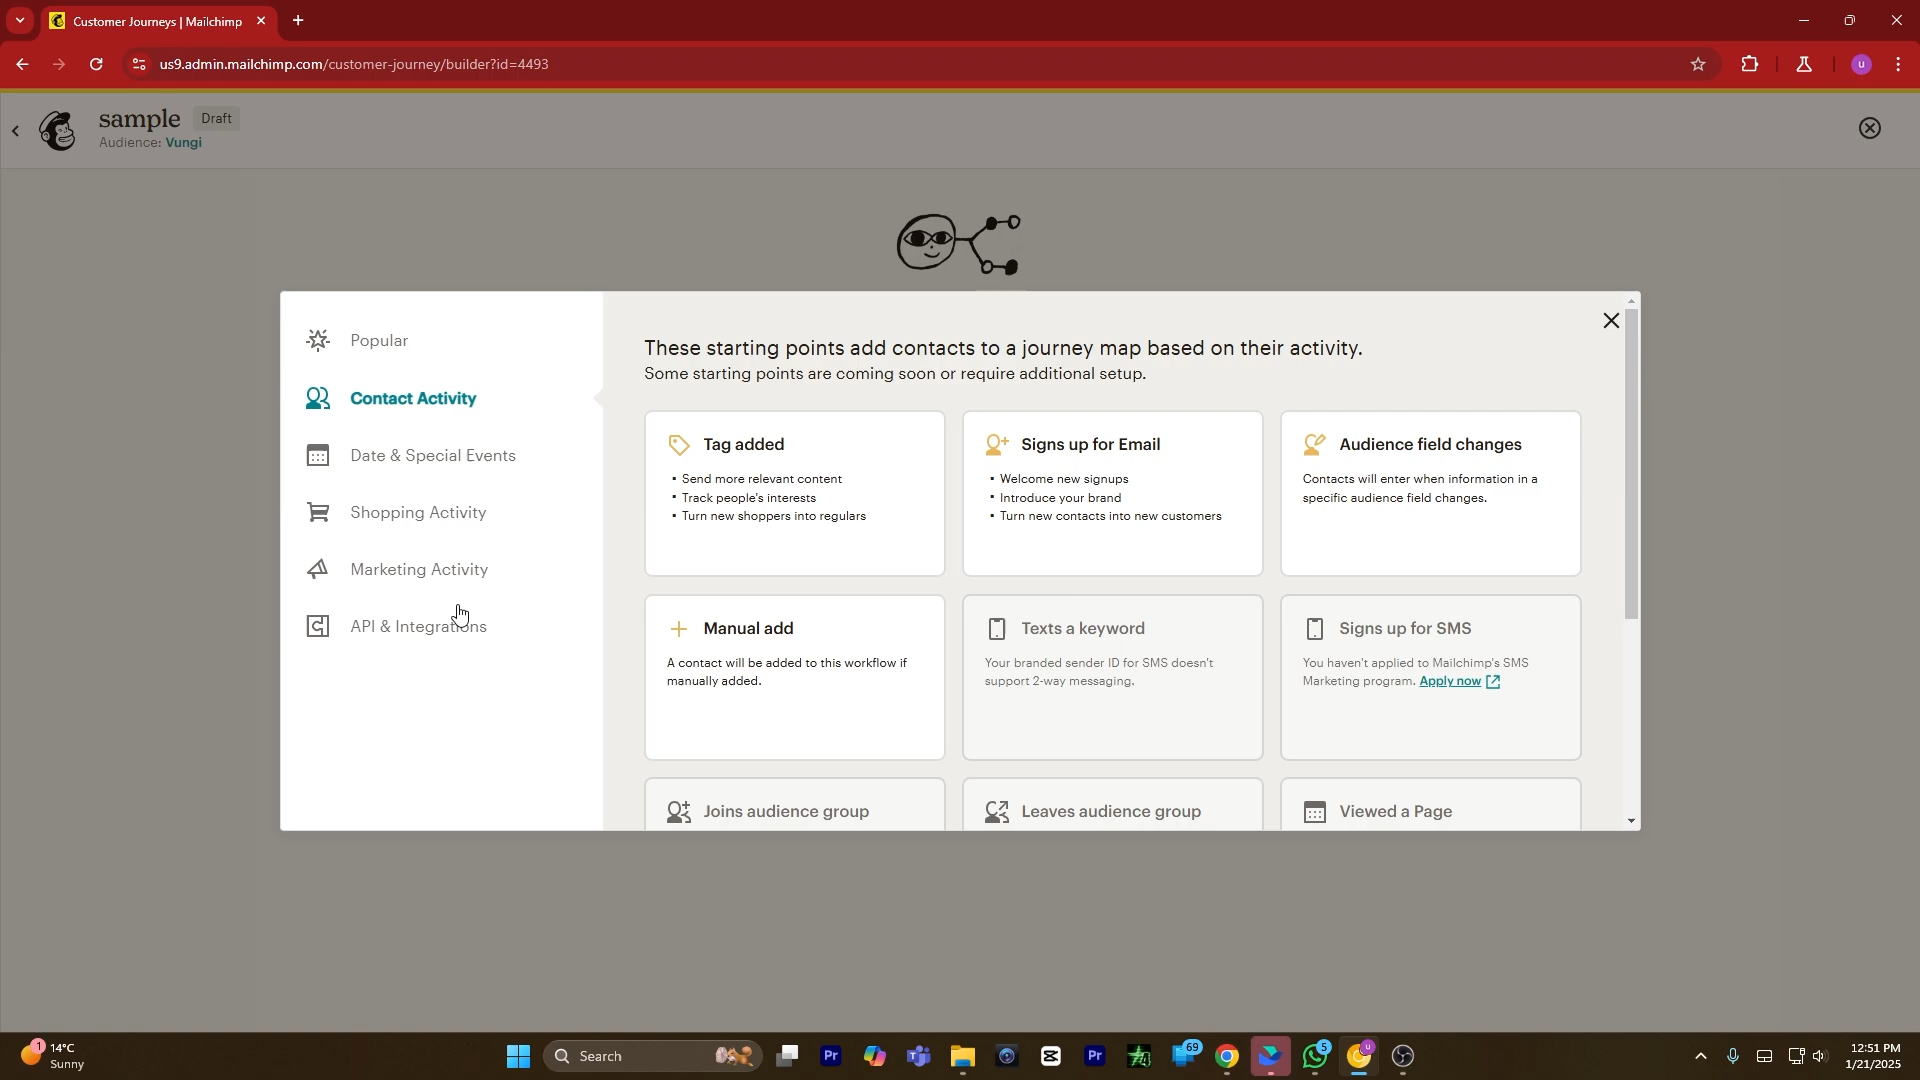 Customer Journeys | Mailchimp
us9.admin.mailchimp.com/customer-journey/builder?id=4493
u
sample Draft
Audience: Vungi
Popular
Contact Activity
Date & Special Events
Shopping Activity
Marketing Activity
API & Integrations
These starting points add contacts to a journey map based on their activity.
Some starting points are coming soon or require additional setup.
Tag added
• Send more relevant content
• Track people's interests
• Turn new shoppers into regulars
Signs up for Email
• Welcome new signups
• Introduce your brand
• Turn new contacts into new customers
Audience field changes
Contacts will enter when information in a
specific audience field changes.
Manual add
A contact will be added to this workflow if
manually added.
Texts a keyword
Your branded sender ID for SMS doesn't
support 2-way messaging.
Signs up for SMS
You haven't applied to Mailchimp's SMS
Marketing program. Apply now
Joins audience group
Leaves audience group
Viewed a Page
1
14°C
Sunny
Search
Pr
Pr
69
5
u
12:51 PM
1/21/2025